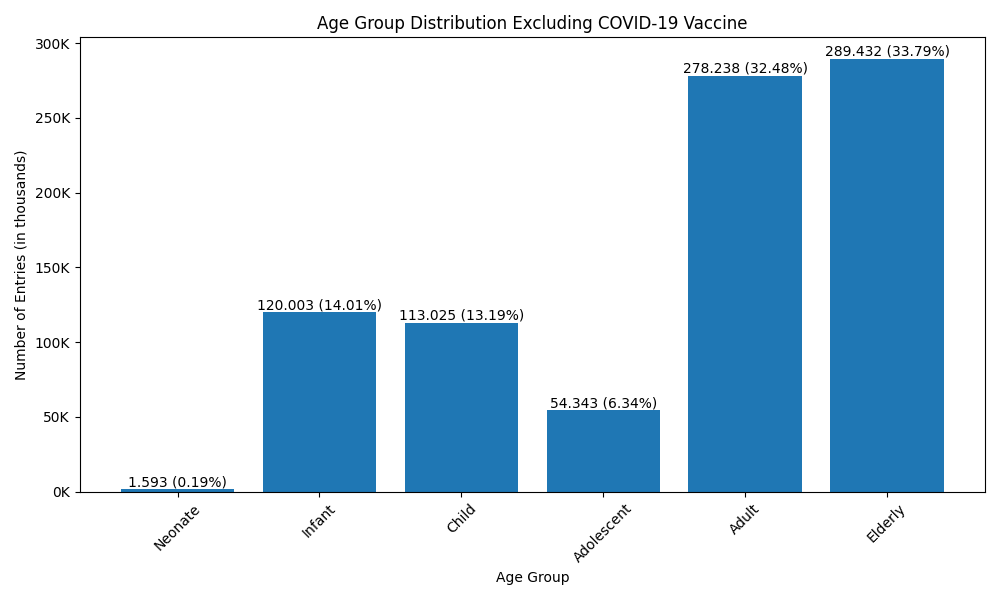 Age Group Distribution Excluding COVID-19 Vaccine
Number of Entries (in thousands)
300K
250K
200K
150K
100K
50K
0K
1.593 (0.19%)
120.003 (14.01%)
113.025 (13.19%)
54.343 (6.34%)
278.238 (32.48%)
289.432 (33.79%)
Neonate
Infant
Child
Adolescent
Adult
Elderly
Age Group